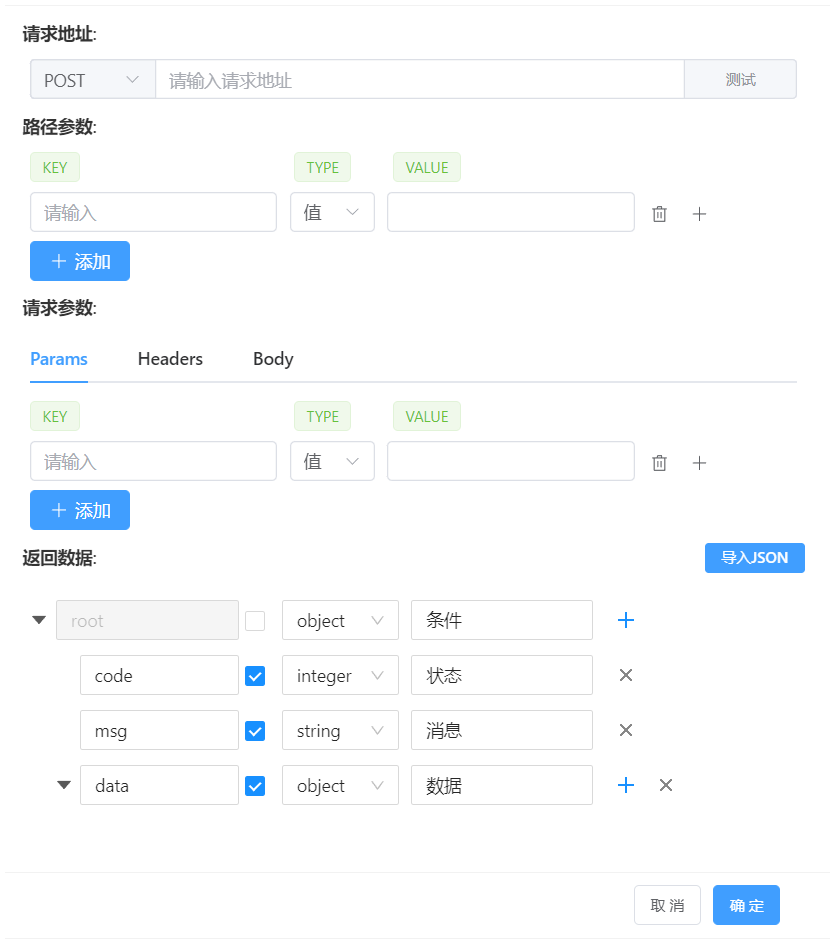 请求地址:
POST 请输入请求地址 测试
路径参数:
KEY TYPE VALUE
请输入 值
添加
请求参数:
Params Headers Body
KEY TYPE VALUE
请输入 值
添加
返回数据: 导入JSON
root object 条件
code integer 状态
msg string 消息
data object 数据
取消 确定